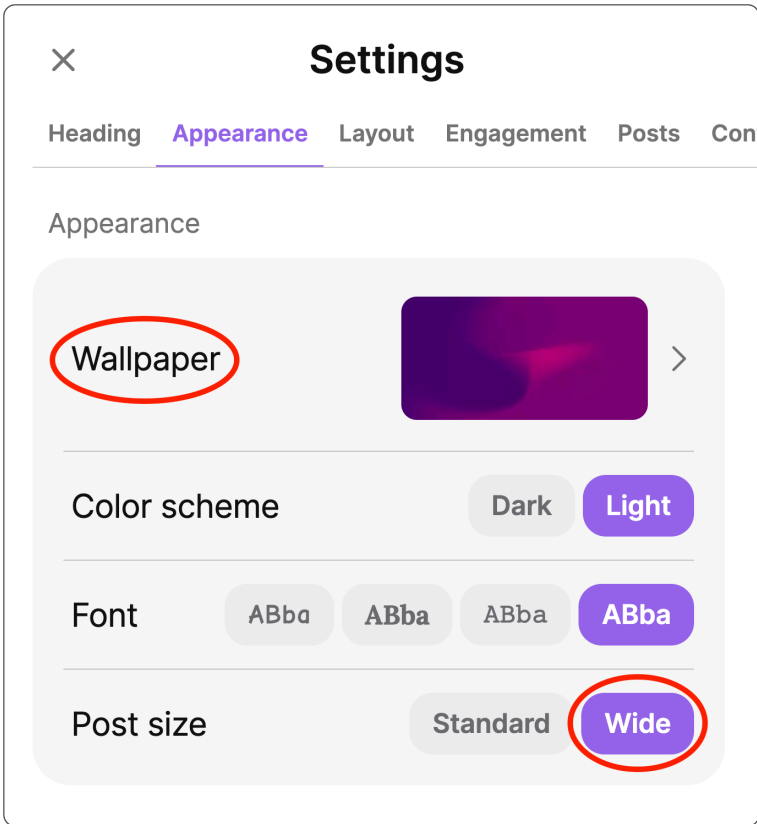 Settings
Heading Appearance Layout Engagement Posts Con
Appearance
Wallpaper
Color scheme Dark Light
Font ABba ABba ABba ABba
Post size Standard Wide